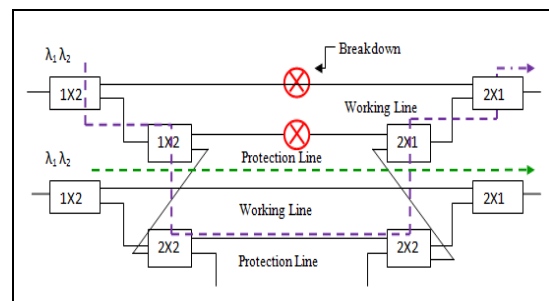 Breakdown
λ₁ λ₂
1X2
2X1
Working Line
1X2
2X1
Protection Line
λ₁ λ₂
1X2
2X1
Working Line
2X2
2X2
Protection Line